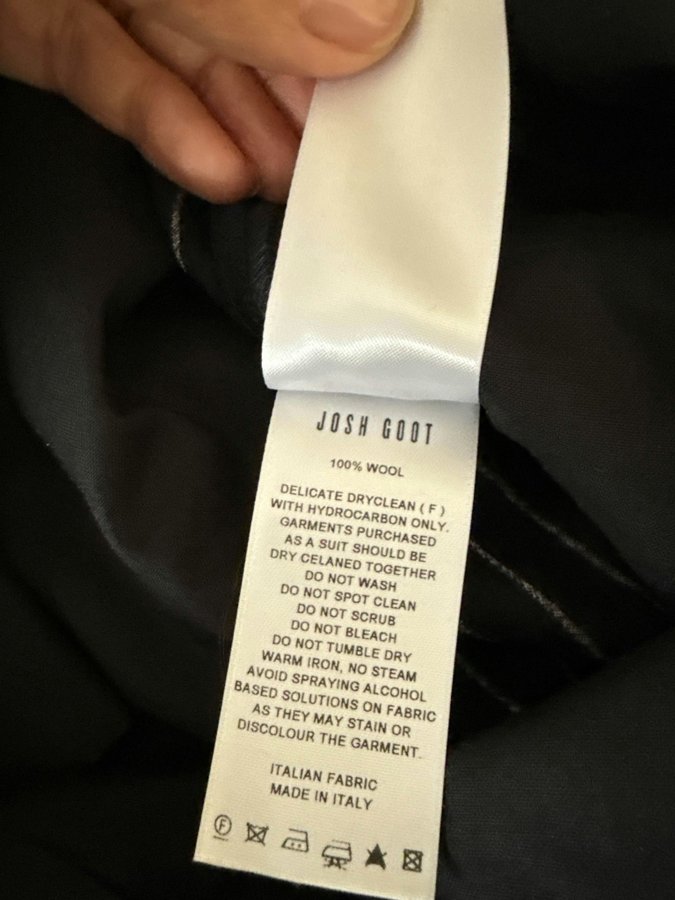 JOSH GOOT
100% WOOL
DELICATE DRYCLEAN ( F )
WITH HYDROCARBON ONLY.
GARMENTS PURCHASED
AS A SUIT SHOULD BE
DRY CELANED TOGETHER
DO NOT WASH
DO NOT SPOT CLEAN
DO NOT SCRUB
DO NOT BLEACH
DO NOT TUMBLE DRY
WARM IRON, NO STEAM
AVOID SPRAYING ALCOHOL
BASED SOLUTIONS ON FABRIC
AS THEY MAY STAIN OR
DISCOLOUR THE GARMENT.
ITALIAN FABRIC
MADE IN ITALY
F